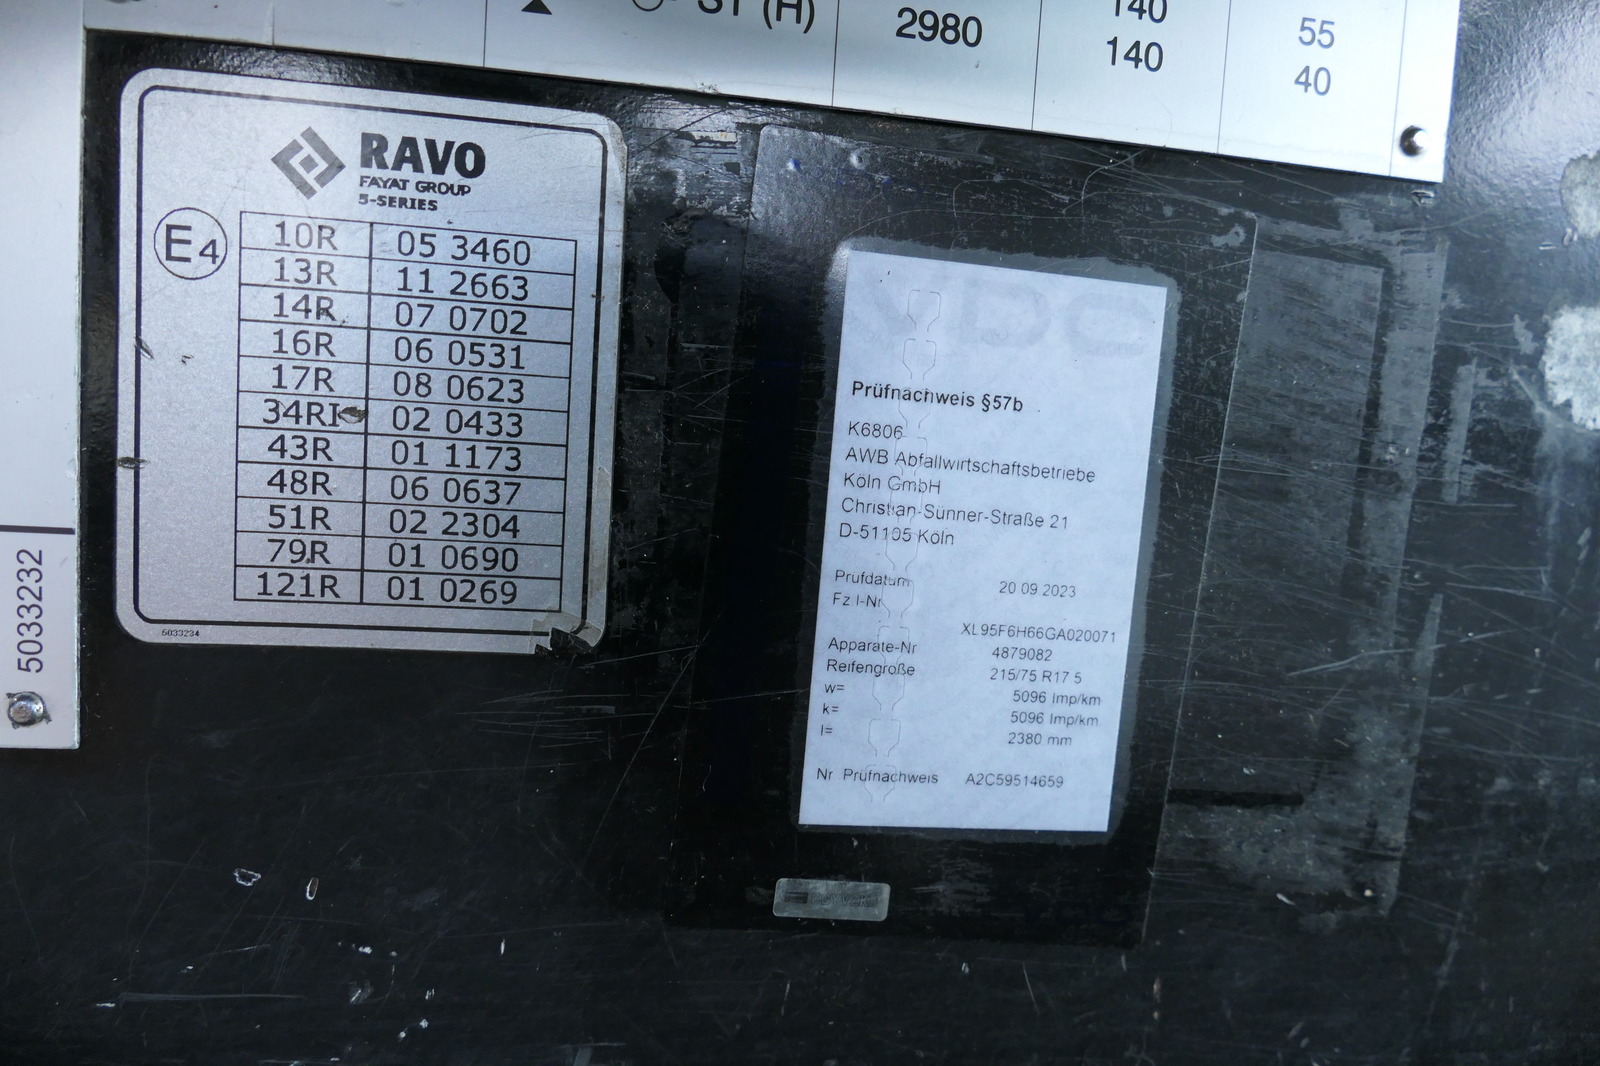 ST (H)
2980
140
140
55
40
RAVO
FAYAT GROUP
5-SERIES
E4
10R 05 3460
13R 11 2663
14R 07 0702
16R 06 0531
17R 08 0623
34RI 02 0433
43R 01 1173
48R 06 0637
51R 02 2304
79R 01 0690
121R 01 0269
5033234
5033232
Prüfnachweis §57b
K6806
AWB Abfallwirtschaftsbetriebe
Köln GmbH
Christian-Sünner-Straße 21
D-51105 Köln
Prüfdatum 20 09 2023
Fz I-Nr
XL95F6H66GA020071
Apparate-Nr 4879082
Reifengröße 215/75 R17 5
w= 5096 Imp/km
k= 5096 Imp/km
l= 2380 mm
Nr Prüfnachweis A2C59514659